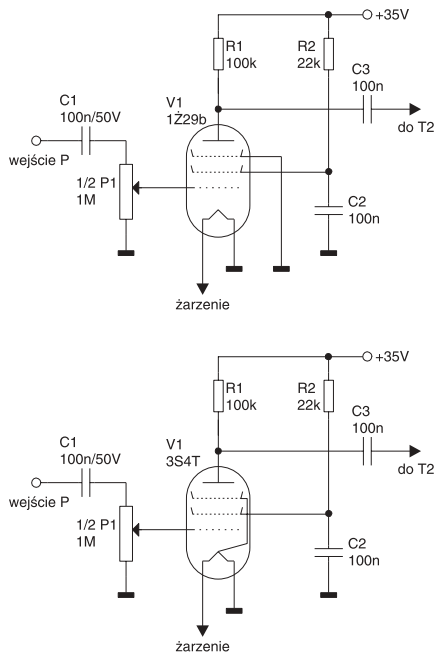 +35V
R1
100k
R2
22k
C3
100n
C1
100n/50V
V1
1Ż29b
do T2
wejście P
1/2 P1
1M
C2
100n
żarzenie
+35V
R1
100k
R2
22k
C3
100n
C1
100n/50V
V1
3S4T
do T2
wejście P
1/2 P1
1M
C2
100n
żarzenie